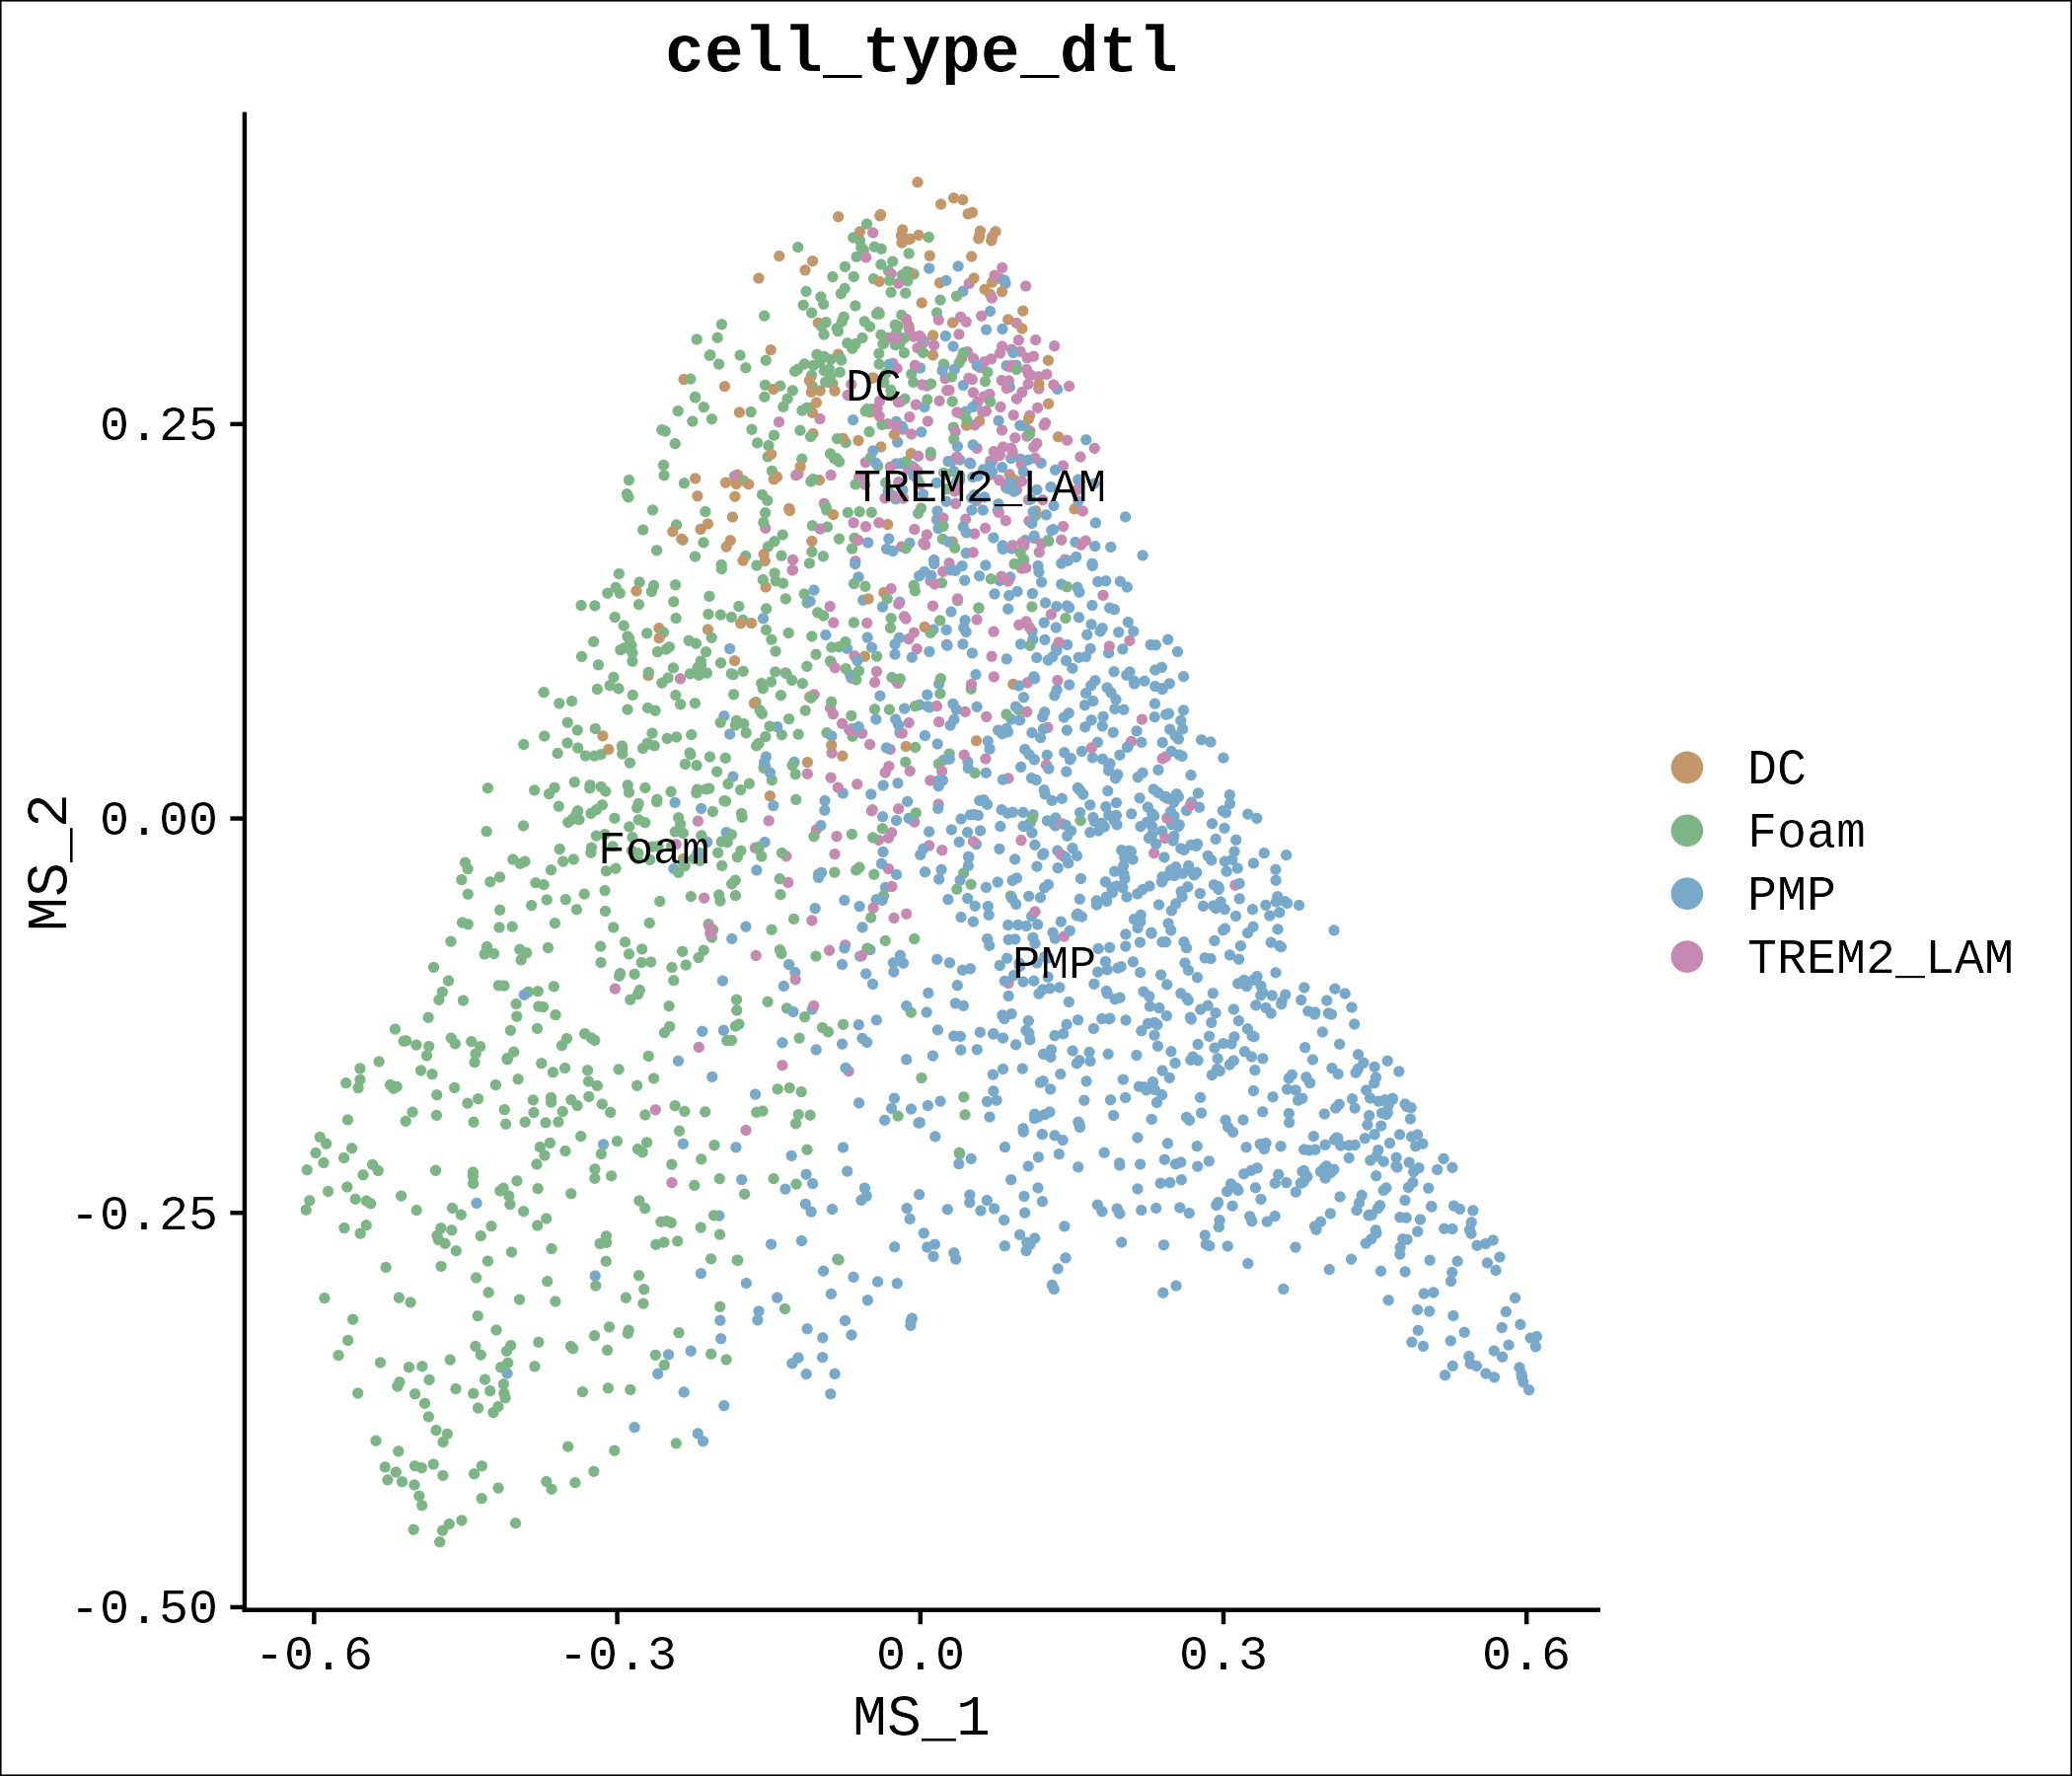 cell_type_dtl
MS_2
0.25
0.00
-0.25
-0.50
DC
TREM2_LAM
Foam
PMP
-0.6
-0.3
0.0
0.3
0.6
MS_1
DC
Foam
PMP
TREM2_LAM